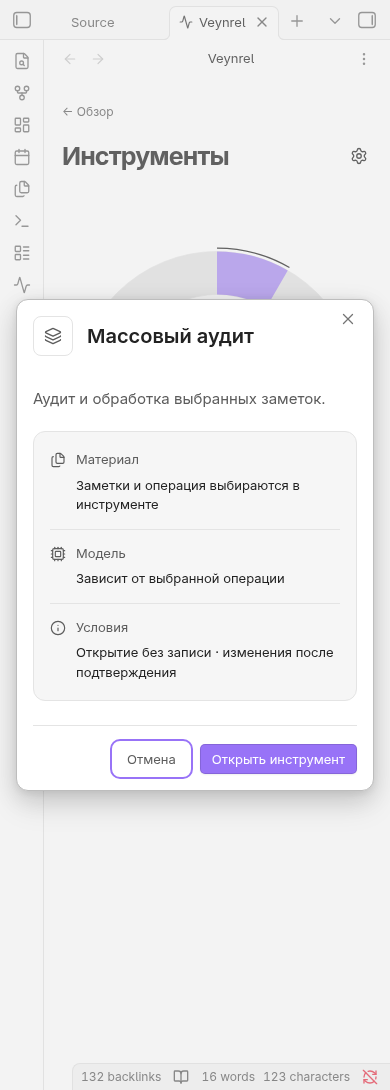 Source
Veynrel
Veynrel
← Обзор
Инструменты
Массовый аудит
Аудит и обработка выбранных заметок.
Материал
Заметки и операция выбираются в
инструменте
Модель
Зависит от выбранной операции
Условия
Открытие без записи · изменения после
подтверждения
Отмена
Открыть инструмент
132 backlinks
16 words
123 characters